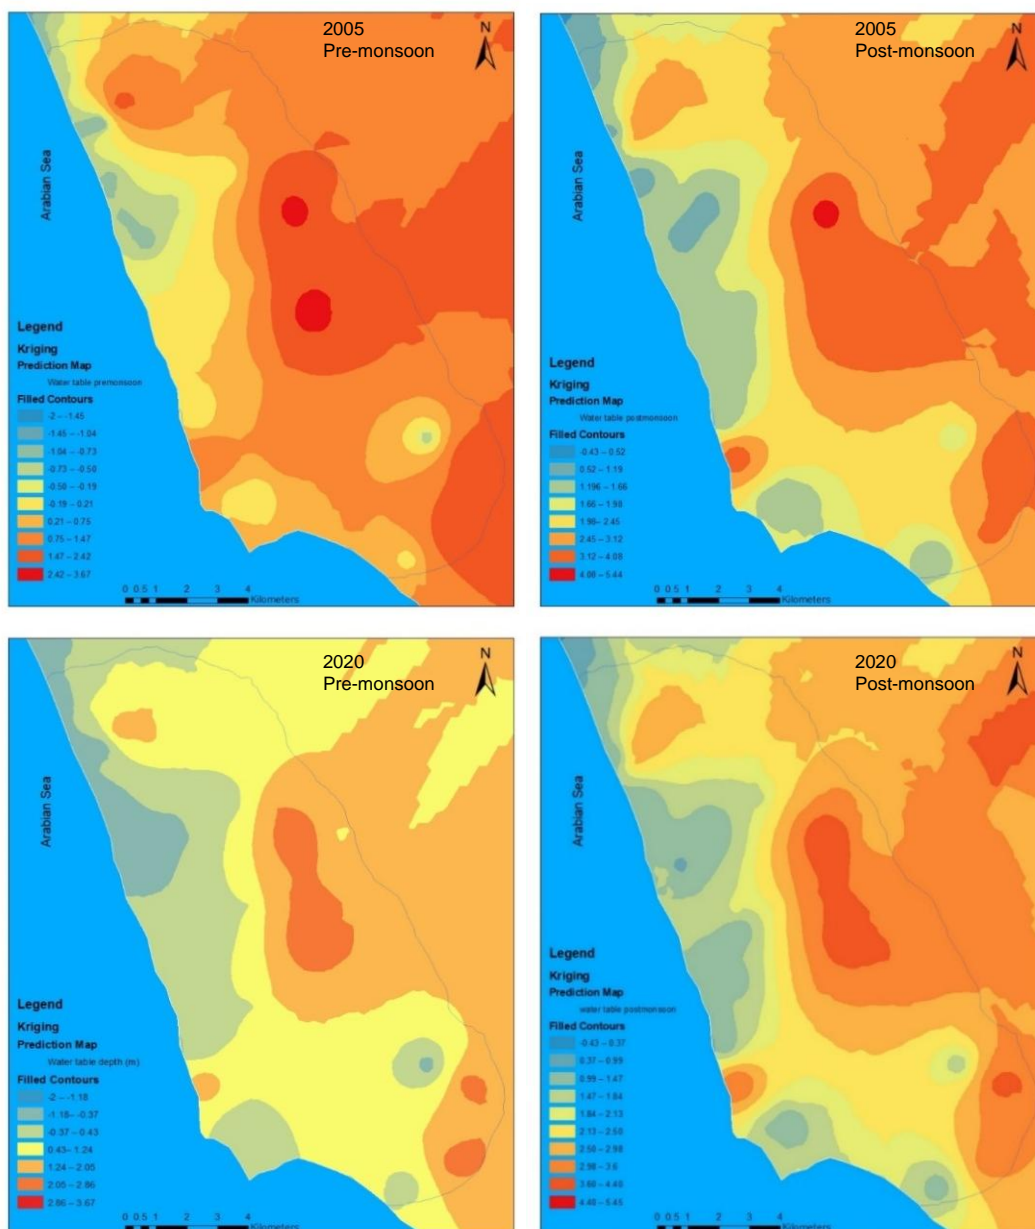 2005
Pre-monsoon
N
Arabian Sea
Legend
Kriging
Prediction Map
Water table premonsoon
Filled Contours
-2 – -1.45
-1.45 – -1.04
-1.04 – -0.73
-0.73 – -0.50
-0.50 – -0.19
-0.19 – 0.21
0.21 – 0.75
0.75 – 1.47
1.47 – 2.42
2.42 – 3.67
0 0.5 1 2 3 4
Kilometers
2005
Post-monsoon
N
Arabian Sea
Legend
Kriging
Prediction Map
Water table postmonsoon
Filled Contours
-0.43 – 0.52
0.52 – 1.19
1.196 – 1.66
1.66 – 1.98
1.98– 2.45
2.45 – 3.12
3.12 – 4.08
4.08 – 5.44
0 0.5 1 2 3 4
Kilometers
2020
Pre-monsoon
N
Arabian Sea
Legend
Kriging
Prediction Map
Water table depth (m)
Filled Contours
-2 – -1.18
-1.18– -0.37
-0.37 – 0.43
0.43– 1.24
1.24 – 2.05
2.05 – 2.86
2.86 – 3.67
0 0.5 1 2 3 4
Kilometers
2020
Post-monsoon
N
Arabian Sea
Legend
Kriging
Prediction Map
water table postmonsoon
Filled Contours
-0.43 – 0.37
0.37 – 0.99
0.99 – 1.47
1.47 – 1.84
1.84 – 2.13
2.13 – 2.50
2.50 – 2.98
2.98 – 3.6
3.60 – 4.40
4.40 – 5.45
0 0.5 1 2 3 4
Kilometers